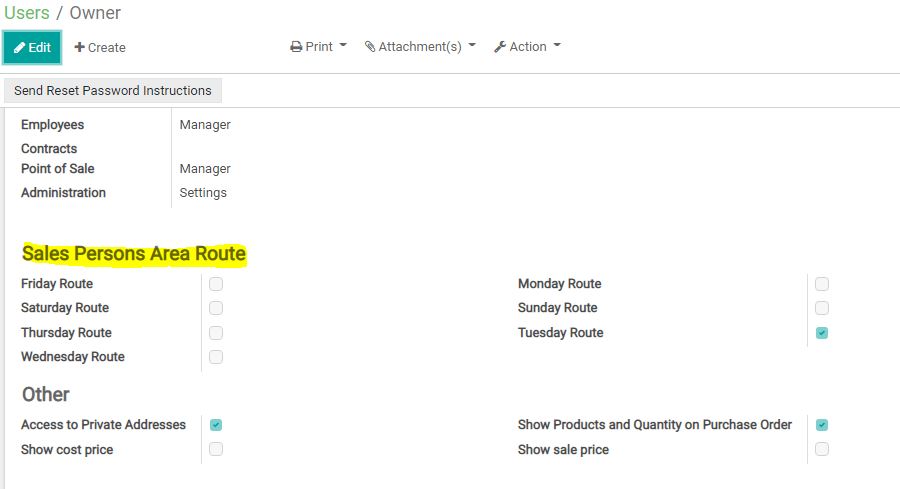 Users / Owner
Edit Create Print Attachment(s) Action
Send Reset Password Instructions
Employees Manager
Contracts
Point of Sale Manager
Administration Settings
Sales Persons Area Route
Friday Route Monday Route
Saturday Route Sunday Route
Thursday Route Tuesday Route
Wednesday Route
Other
Access to Private Addresses Show Products and Quantity on Purchase Order
Show cost price Show sale price